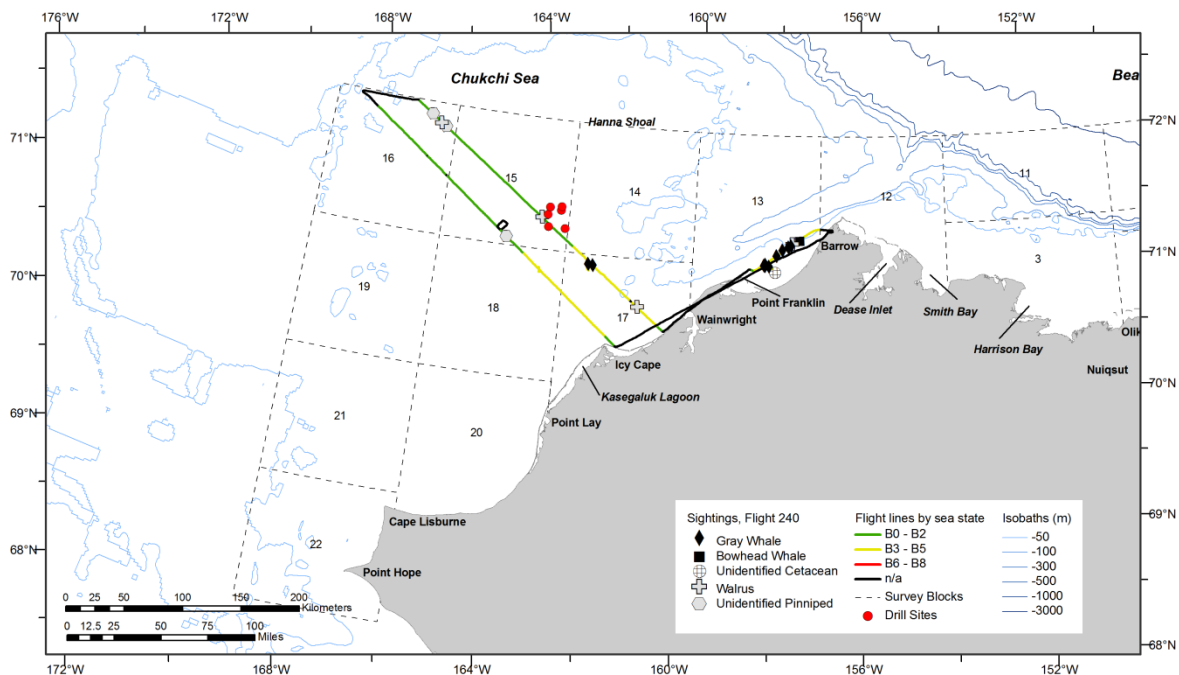 176°W 172°W 168°W 164°W 160°W 156°W 152°W
Chukchi Sea
Bea
72°N
71°N
Hanna Shoal
16
15
14
13
12
11
Barrow
3
71°N
70°N
19
18
17
Point Franklin
Wainwright
Dease Inlet
Smith Bay
Harrison Bay
Olik
Icy Cape
Nuiqsut
70°N
Kasegaluk Lagoon
69°N
21
20
Point Lay
Cape Lisburne
69°N
68°N
22
Point Hope
68°N
0 25 50 100 150 200
Kilometers
0 12.5 25 50 75 100
Miles
Sightings, Flight 240
Gray Whale
Bowhead Whale
Unidentified Cetacean
Walrus
Unidentified Pinniped
Flight lines by sea state
B0 - B2
B3 - B5
B6 - B8
n/a
Survey Blocks
Drill Sites
Isobaths (m)
-50
-100
-300
-500
-1000
-3000
172°W 168°W 164°W 160°W 156°W 152°W